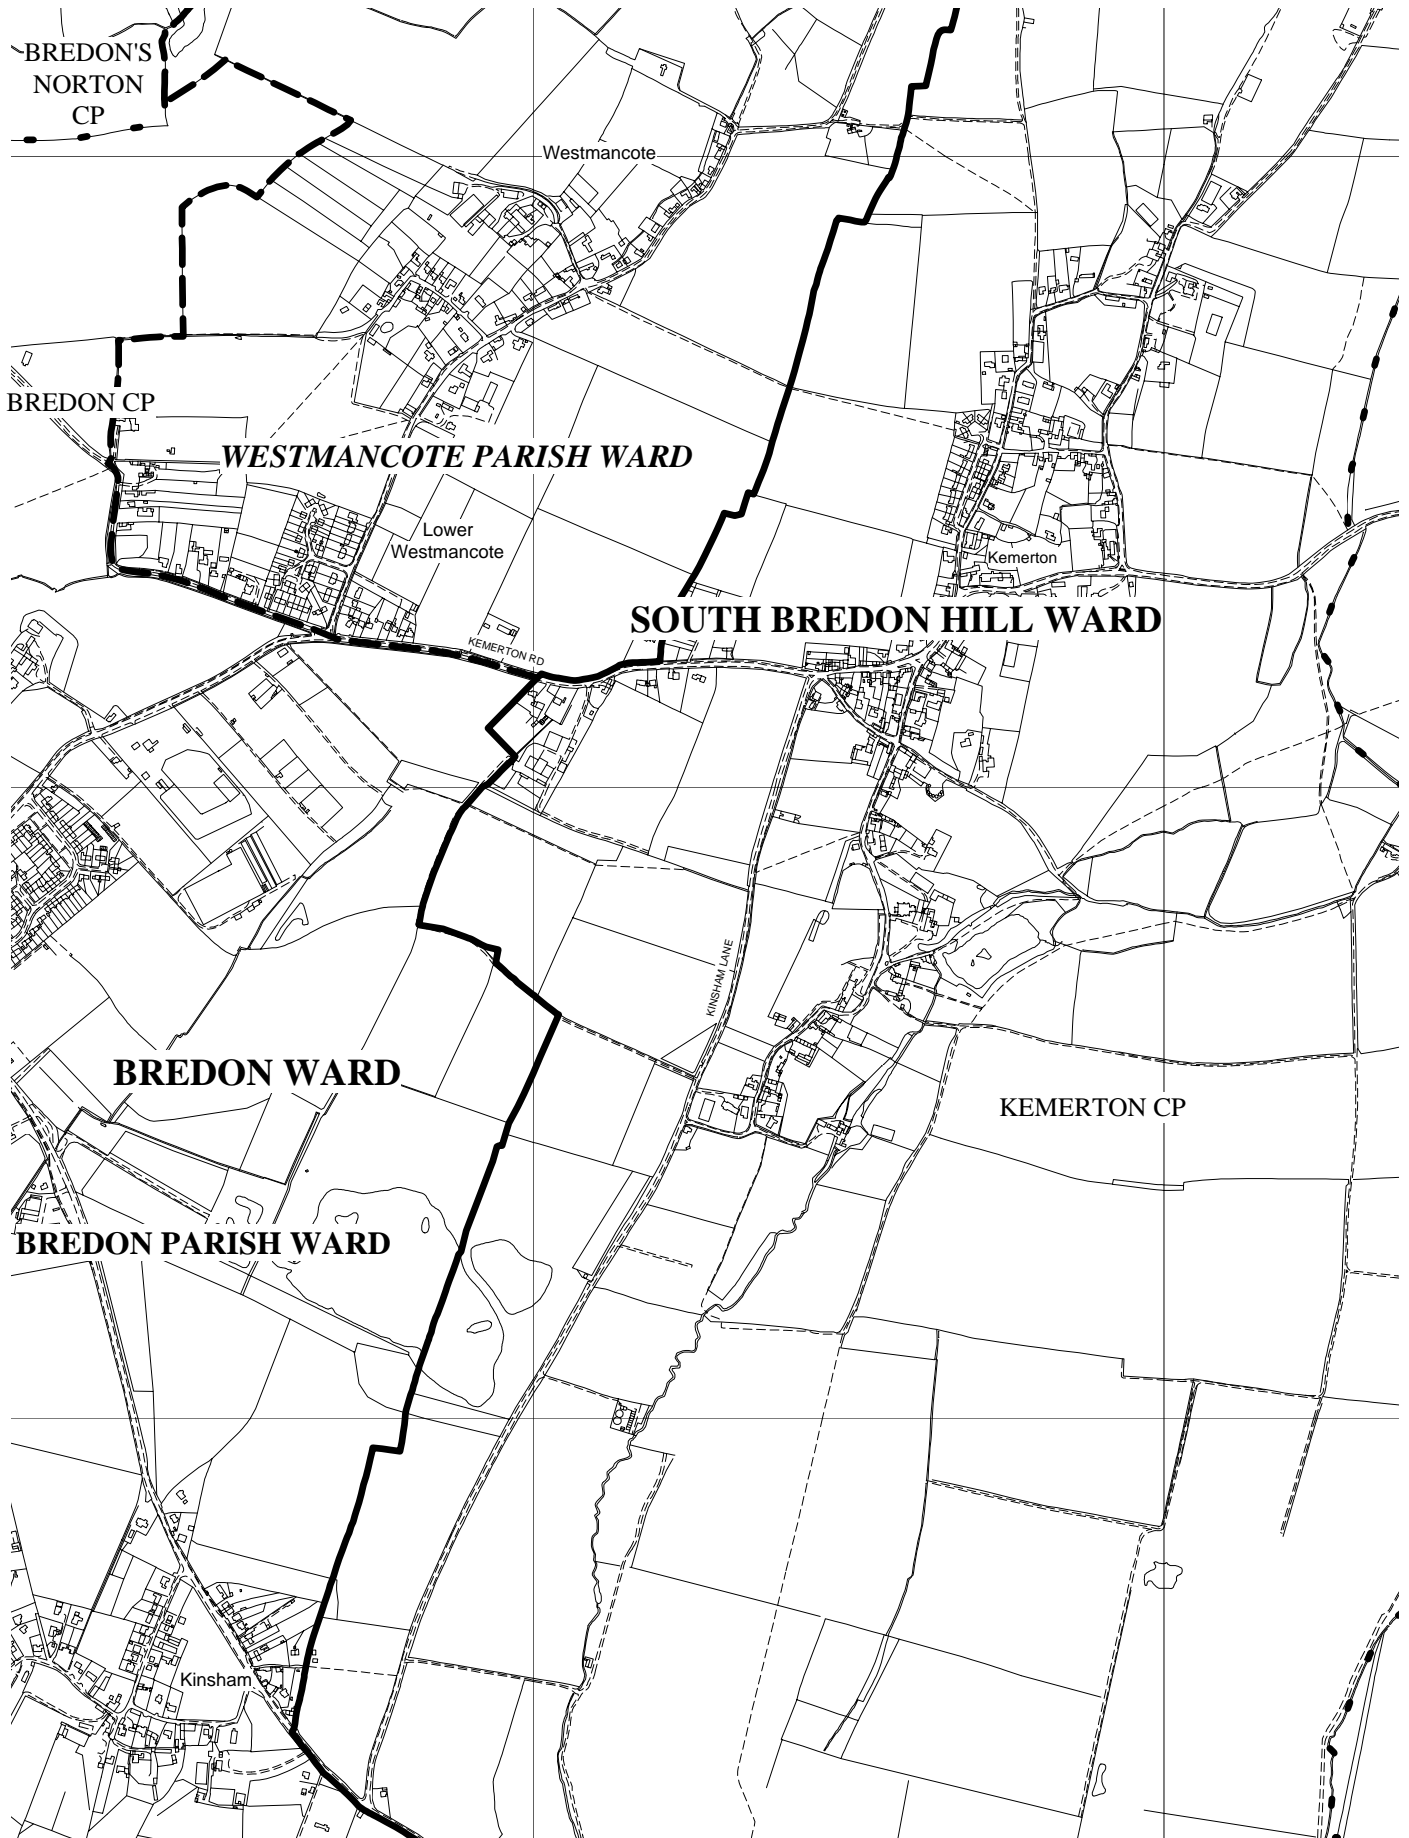 BREDON'S
NORTON
CP
Westmancote
BREDON CP
WESTMANCOTE PARISH WARD
Lower
Westmancote
Kemerton
SOUTH BREDON HILL WARD
KEMERTON RD
KINSHAM LANE
BREDON WARD
KEMERTON CP
BREDON PARISH WARD
Kinsham